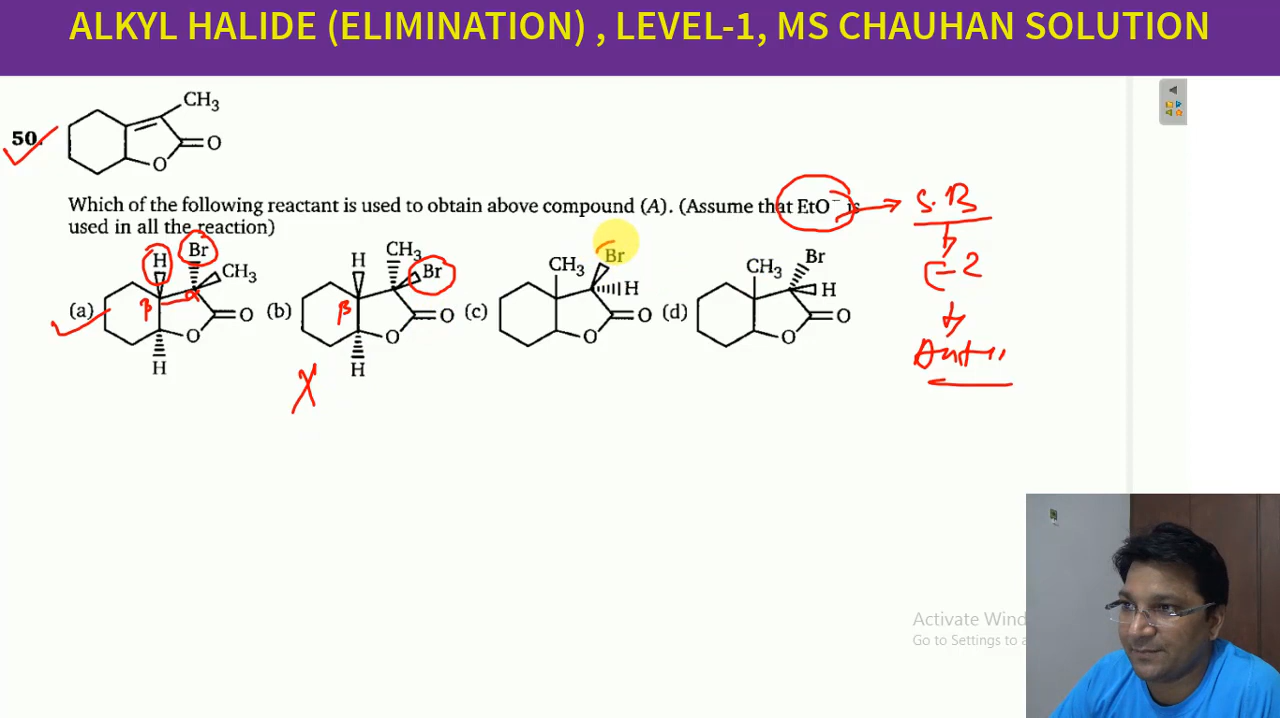 ALKYL HALIDE (ELIMINATION) , LEVEL-1, MS CHAUHAN SOLUTION
CH3
50.
O
O
Which of the following reactant is used to obtain above compound (A). (Assume that EtO⁻ is
used in all the reaction)
S.B
E-2
Anti
(a) H Br CH3 β α O O H
(b) H CH3 Br β O O H
(c) CH3 Br H O O
(d) CH3 Br H O O
X
Activate Wind
Go to Settings to a